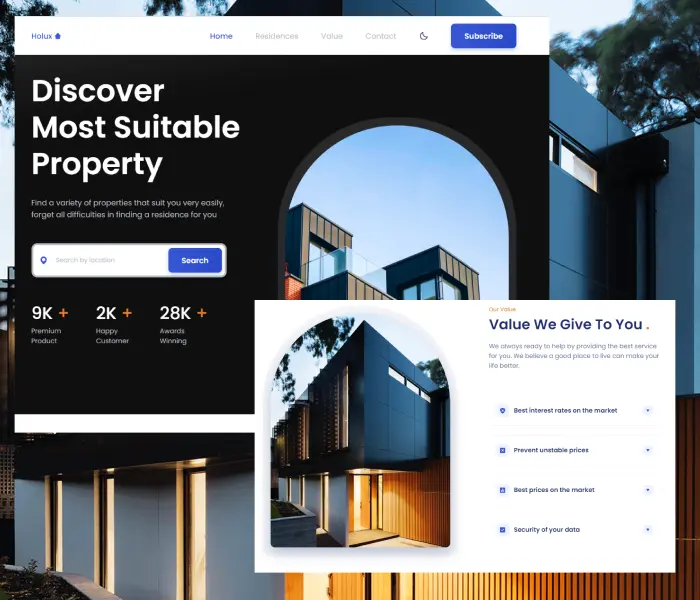 Holux
Home Residences Value Contact Subscribe
Discover
Most Suitable
Property
Find a variety of properties that suit you very easily,
forget all difficulties in finding a residence for you
Search by location Search
9K + 2K + 28K +
Premium Happy Awards
Product Customer Winning
Our Value
Value We Give To You .
We always ready to help by providing the best service
for you. We believe a good place to live can make your
life better.
Best interest rates on the market
Prevent unstable prices
Best prices on the market
Security of your data